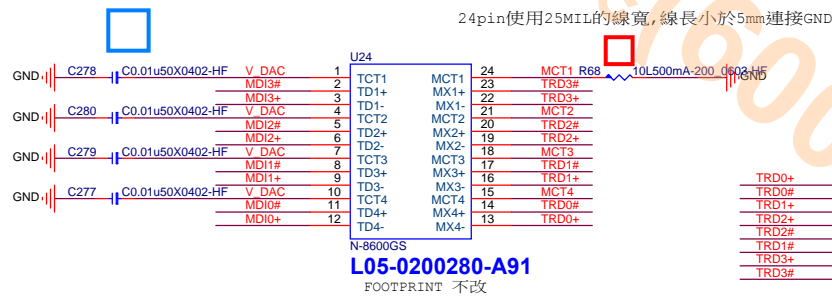 24pin使用25MIL的線寬,線長小於5mm連接GND
U24
GND C278 C0.01u50X0402-HF V_DAC 1 TCT1 MCT1 24 MCT1 R68 10L500mA-200_0603-HF GND
MDI3# 2 TD1+ MX1+ 23 TRD3#
MDI3+ 3 TD1- MX1- 22 TRD3+
GND C280 C0.01u50X0402-HF V_DAC 4 TCT2 MCT2 21 MCT2
MDI2# 5 TD2+ MX2+ 20 TRD2#
MDI2+ 6 TD2- MX2- 19 TRD2+
GND C279 C0.01u50X0402-HF V_DAC 7 TCT3 MCT3 18 MCT3
MDI1# 8 TD3+ MX3+ 17 TRD1#
MDI1+ 9 TD3- MX3- 16 TRD1+
GND C277 C0.01u50X0402-HF V_DAC 10 TCT4 MCT4 15 MCT4
MDI0# 11 TD4+ MX4+ 14 TRD0#
MDI0+ 12 TD4- MX4- 13 TRD0+
N-8600GS
L05-0200280-A91
FOOTPRINT 不改
TRD0+
TRD0#
TRD1+
TRD2+
TRD2#
TRD1#
TRD3+
TRD3#